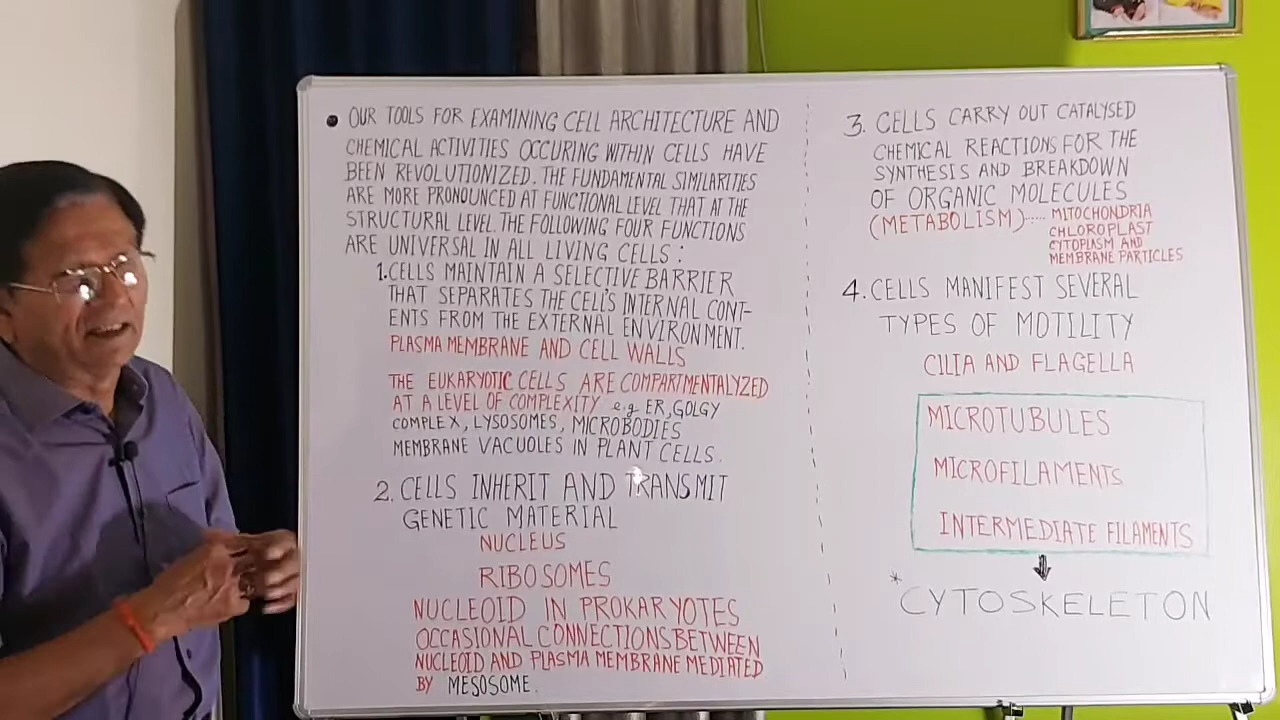 ● OUR TOOLS FOR EXAMINING CELL ARCHITECTURE AND
CHEMICAL ACTIVITIES OCCURING WITHIN CELLS HAVE
BEEN REVOLUTIONIZED. THE FUNDAMENTAL SIMILARITIES
ARE MORE PRONOUNCED AT FUNCTIONAL LEVEL THAT AT THE
STRUCTURAL LEVEL. THE FOLLOWING FOUR FUNCTIONS
ARE UNIVERSAL IN ALL LIVING CELLS :
1. CELLS MAINTAIN A SELECTIVE BARRIER
THAT SEPARATES THE CELL'S INTERNAL CONT-
ENTS FROM THE EXTERNAL ENVIRONMENT.
PLASMA MEMBRANE AND CELL WALLS
THE EUKARYOTIC CELLS ARE COMPARTMENTALYZED
AT A LEVEL OF COMPLEXITY e.g ER, GOLGY
COMPLEX, LYSOSOMES, MICROBODIES
MEMBRANE VACUOLES IN PLANT CELLS.
2. CELLS INHERIT AND TRANSMIT
GENETIC MATERIAL
NUCLEUS
RIBOSOMES
NUCLEOID IN PROKARYOTES
OCCASIONAL CONNECTIONS BETWEEN
NUCLEOID AND PLASMA MEMBRANE MEDIATED
BY MESOSOME.
3. CELLS CARRY OUT CATALYSED
CHEMICAL REACTIONS FOR THE
SYNTHESIS AND BREAKDOWN
OF ORGANIC MOLECULES
(METABOLISM)...... MITOCHONDRIA
CHLOROPLAST
CYTOPLASM AND
MEMBRANE PARTICLES
4. CELLS MANIFEST SEVERAL
TYPES OF MOTILITY
CILIA AND FLAGELLA
MICROTUBULES
MICROFILAMENTS
INTERMEDIATE FILAMENTS
* CYTOSKELETON